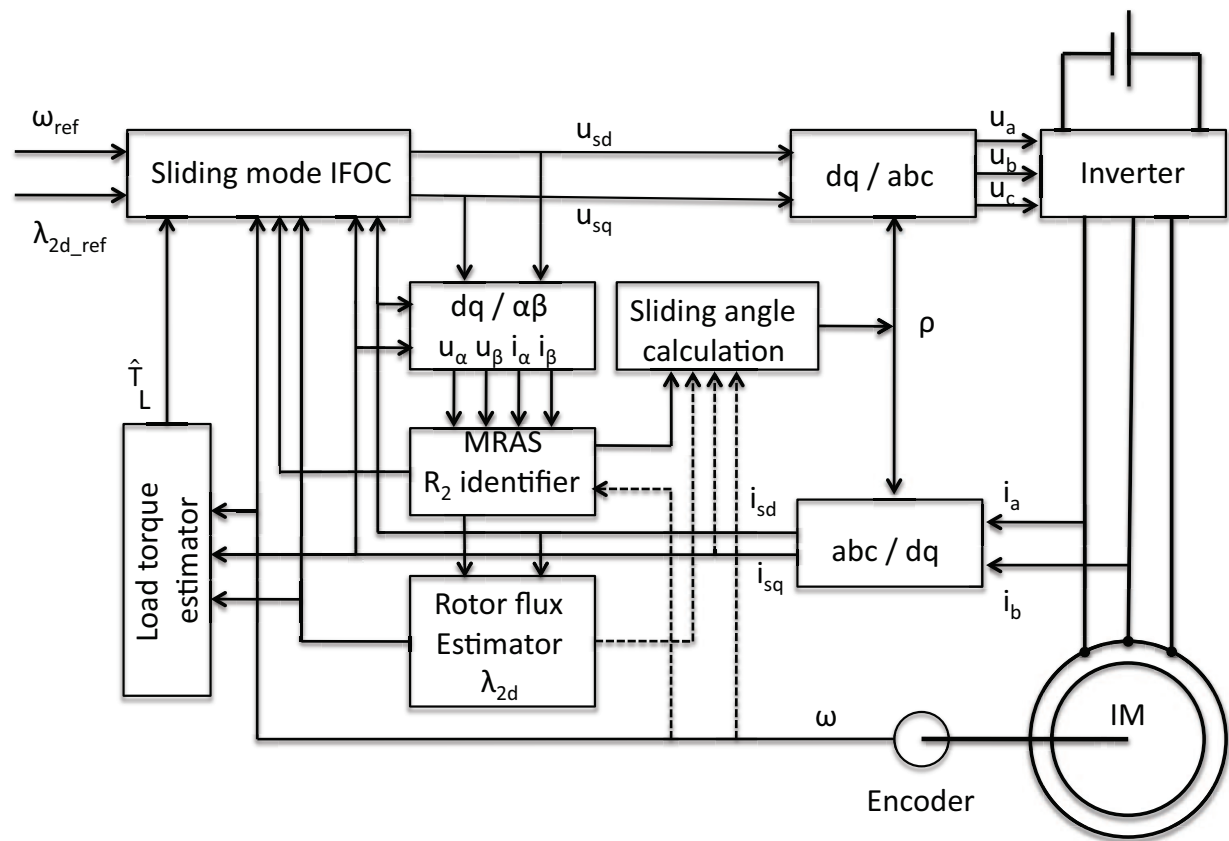 ω_ref
λ_2d_ref
Sliding mode IFOC
u_sd
u_sq
dq / abc
u_a
u_b
u_c
Inverter
dq / αβ
u_α u_β i_α i_β
Sliding angle
calculation
ρ
T̂_L
MRAS
R_2 identifier
Load torque
estimator
i_sd
i_sq
abc / dq
i_a
i_b
Rotor flux
Estimator
λ_2d
ω
Encoder
IM